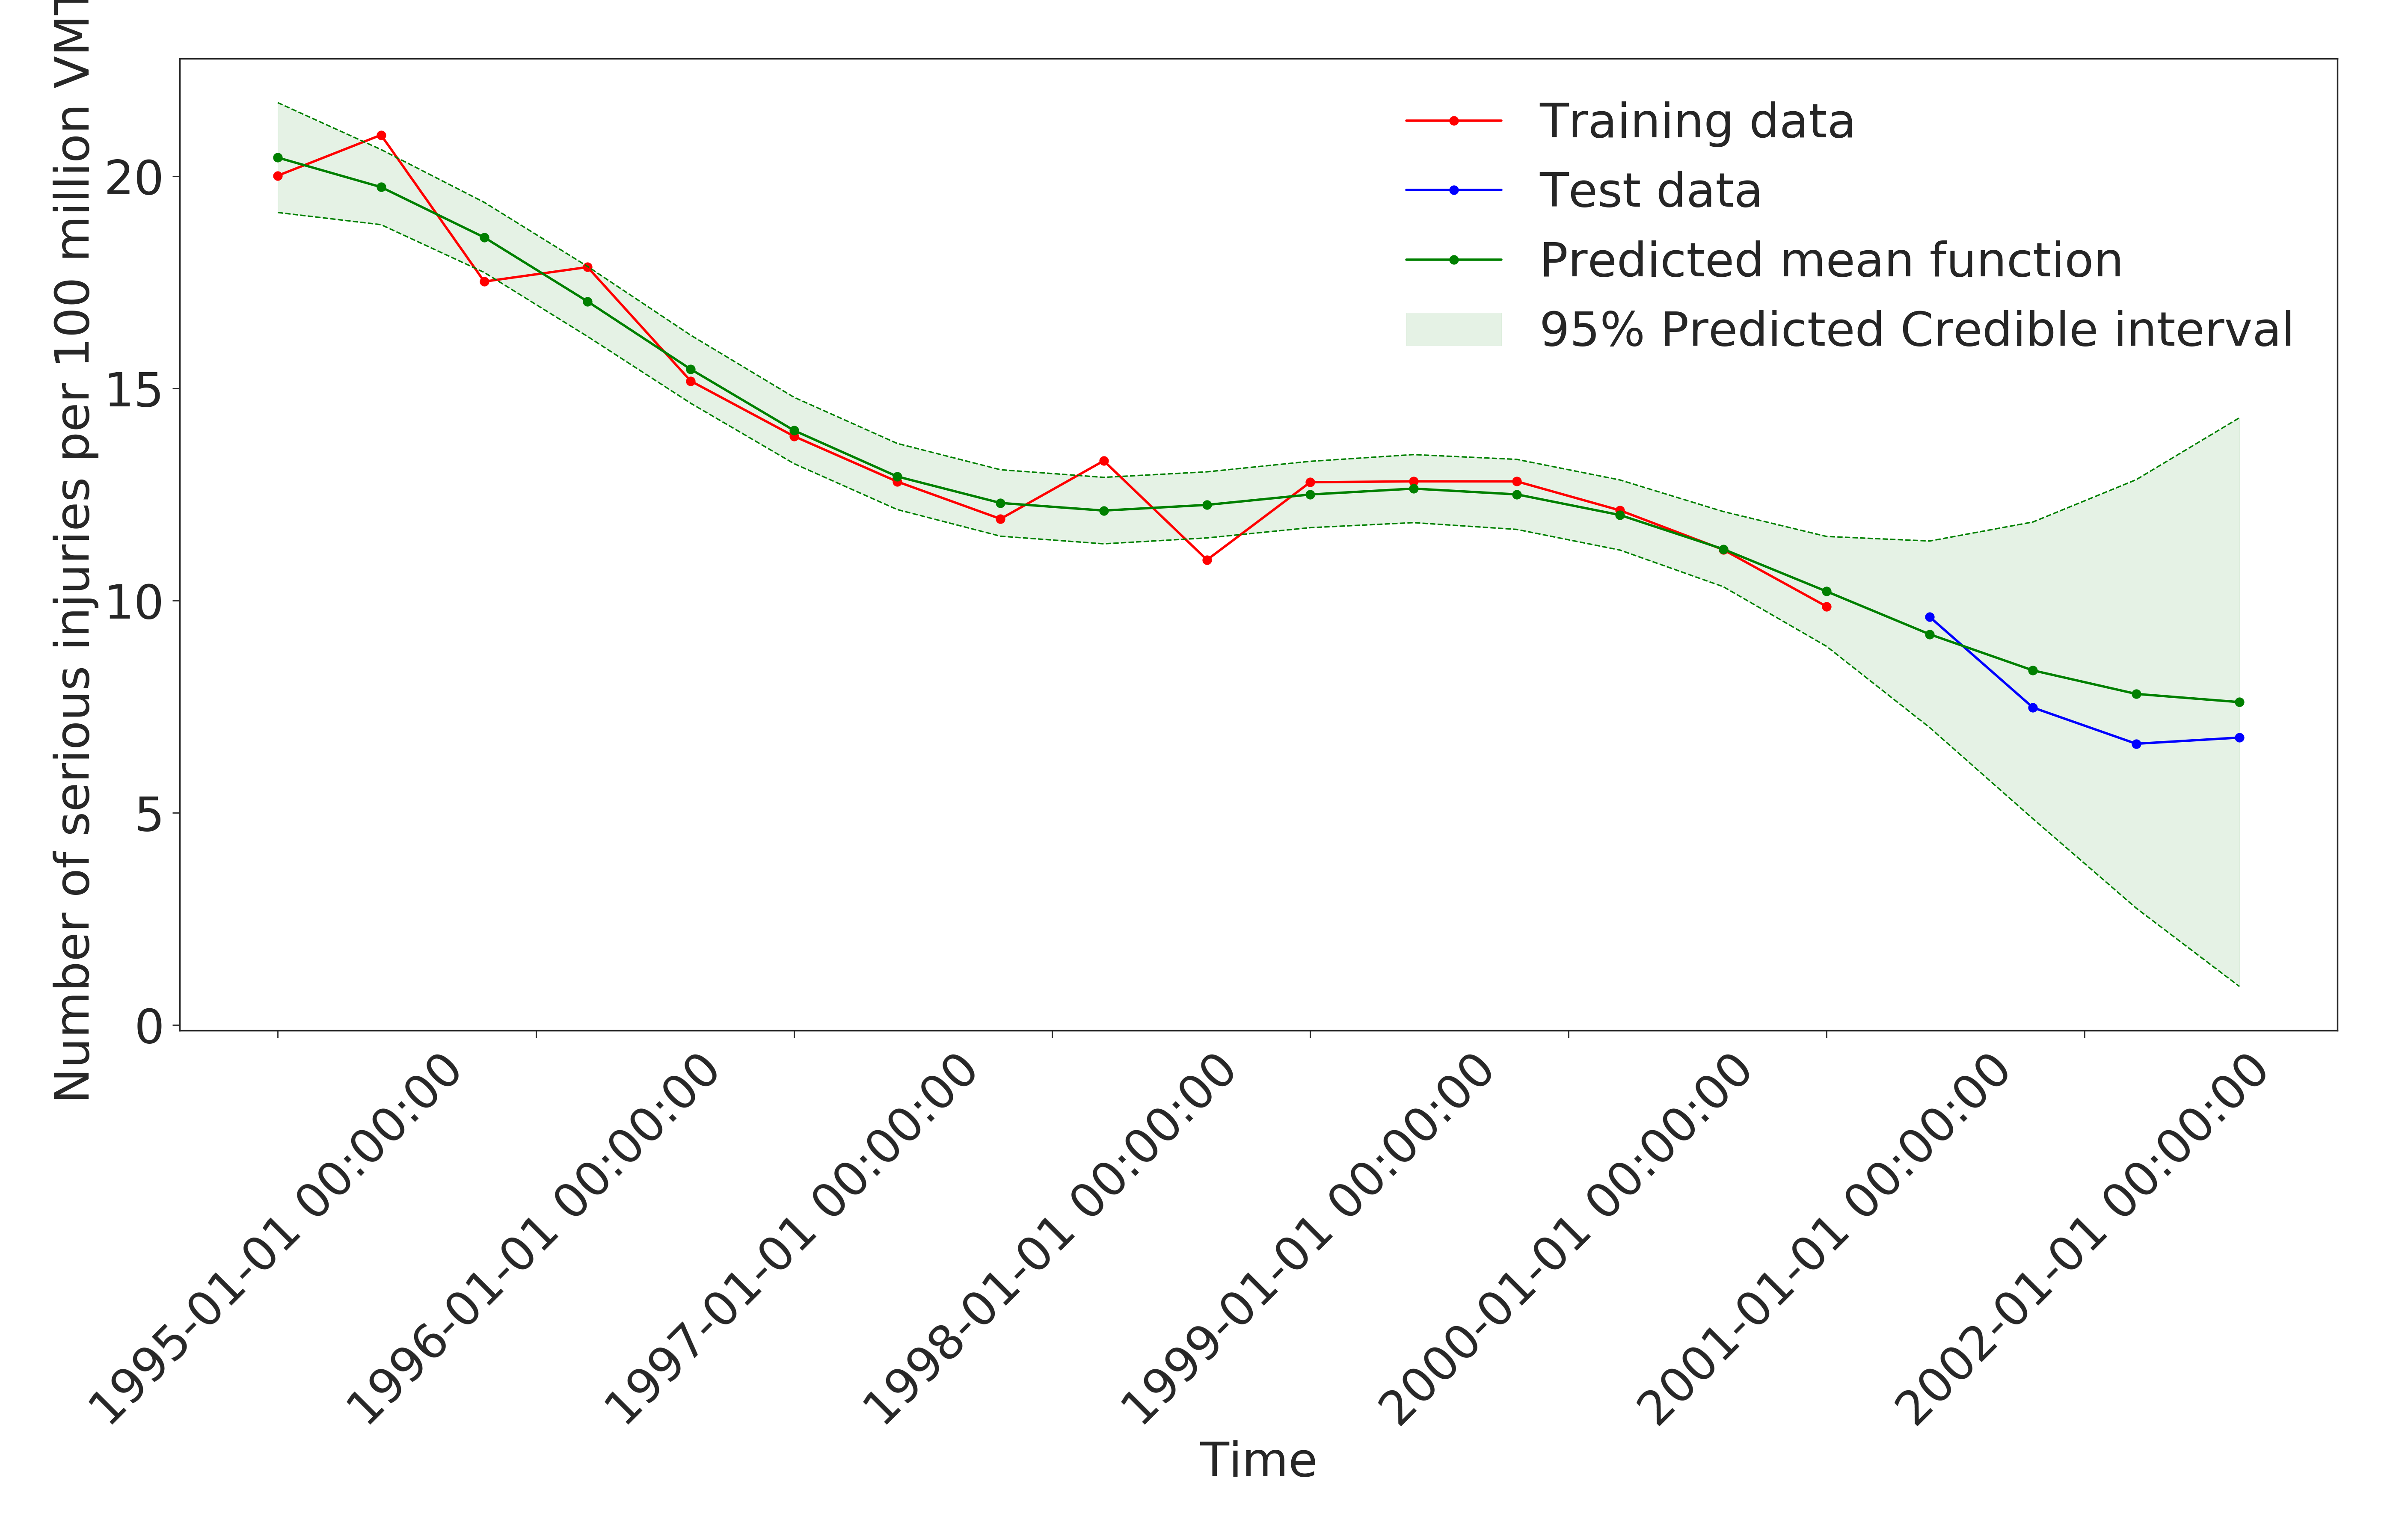 Number of serious injuries per 100 million VMT
20
15
10
5
0
Training data
Test data
Predicted mean function
95% Predicted Credible interval
1995-01-01 00:00:00
1996-01-01 00:00:00
1997-01-01 00:00:00
1998-01-01 00:00:00
1999-01-01 00:00:00
2000-01-01 00:00:00
2001-01-01 00:00:00
2002-01-01 00:00:00
Time